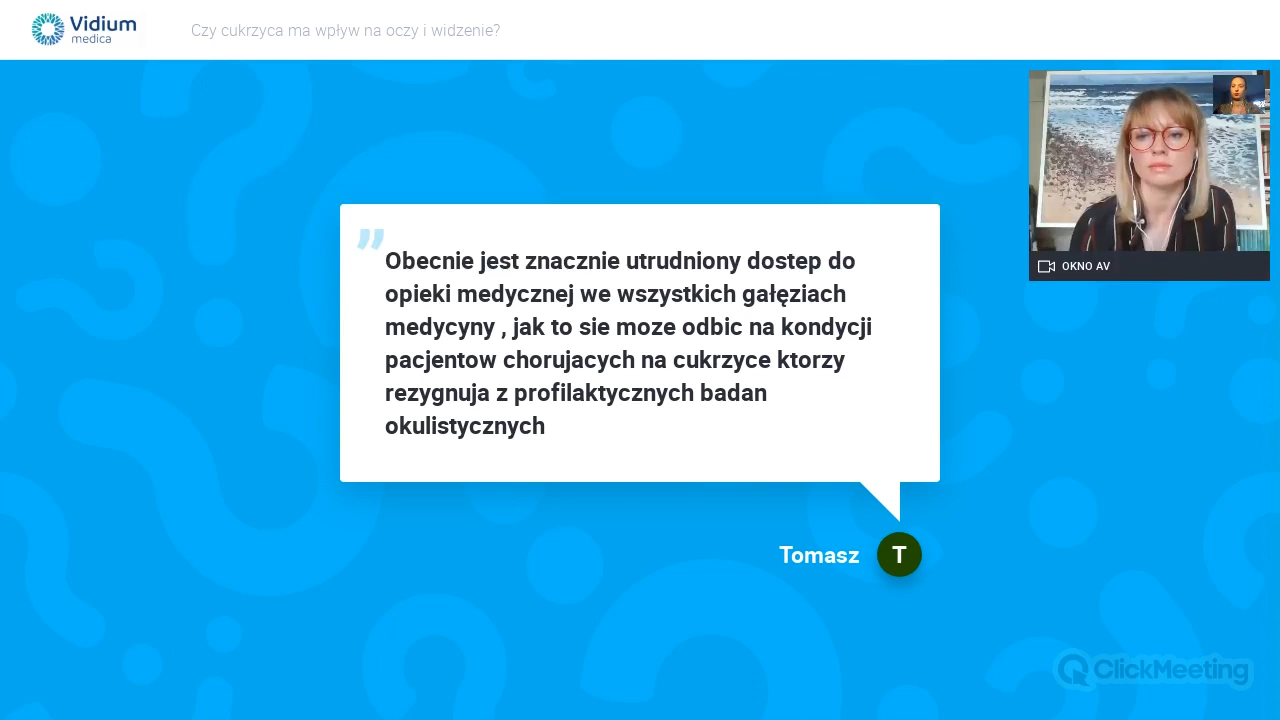 Vidium
medica
Czy cukrzyca ma wpływ na oczy i widzenie?
OKNO AV
"
Obecnie jest znacznie utrudniony dostep do
opieki medycznej we wszystkich gałęziach
medycyny , jak to sie moze odbic na kondycji
pacjentow chorujacych na cukrzyce ktorzy
rezygnuja z profilaktycznych badan
okulistycznych
Tomasz T
ClickMeeting